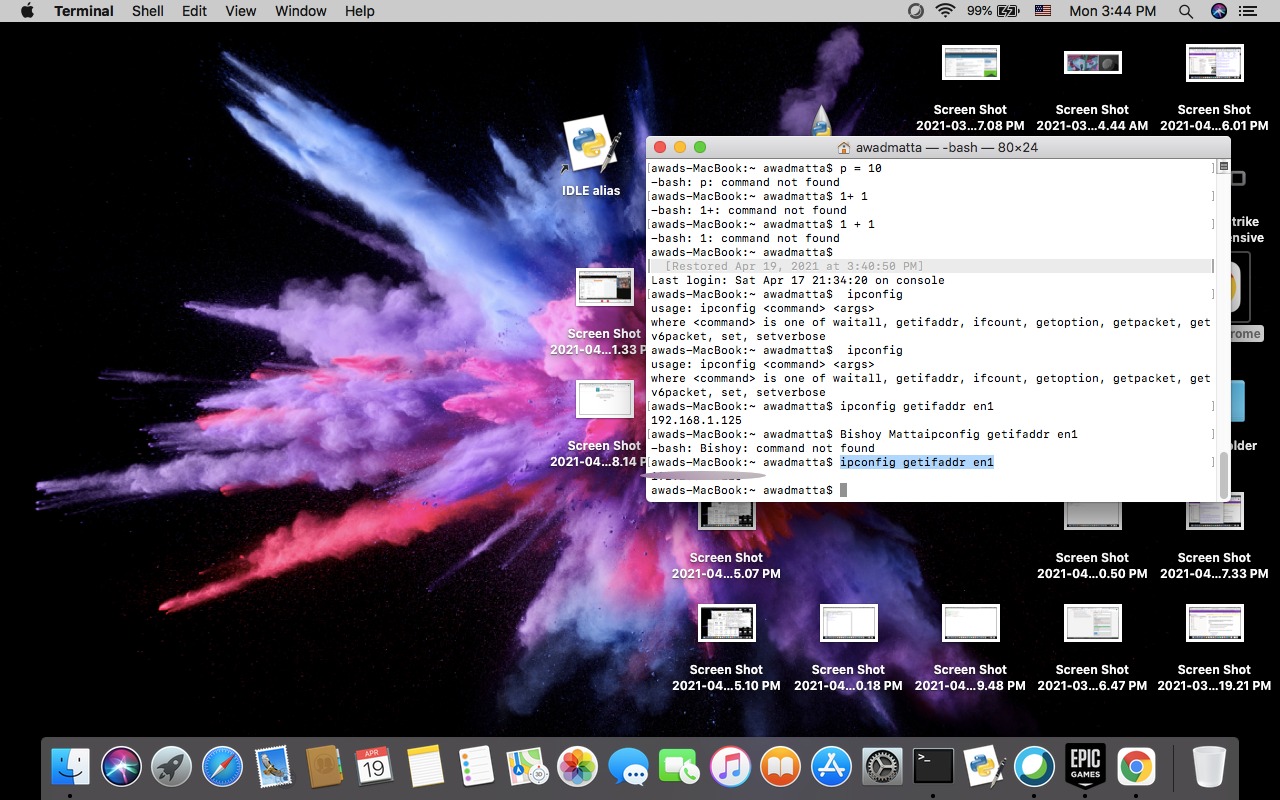 Terminal Shell Edit View Window Help 99% Mon 3:44 PM
Screen Shot
2021-03...7.08 PM
Screen Shot
2021-03...4.44 AM
Screen Shot
2021-04...6.01 PM
IDLE alias
awadmatta — -bash — 80×24
[awads-MacBook:~ awadmatta$ p = 10 ]
-bash: p: command not found
[awads-MacBook:~ awadmatta$ 1+ 1 ]
-bash: 1+: command not found
[awads-MacBook:~ awadmatta$ 1 + 1 ]
-bash: 1: command not found
awads-MacBook:~ awadmatta$
[Restored Apr 19, 2021 at 3:40:50 PM]
Last login: Sat Apr 17 21:34:20 on console
[awads-MacBook:~ awadmatta$  ipconfig ]
usage: ipconfig <command> <args>
where <command> is one of waitall, getifaddr, ifcount, getoption, getpacket, get
v6packet, set, setverbose
[awads-MacBook:~ awadmatta$  ipconfig ]
usage: ipconfig <command> <args>
where <command> is one of waitall, getifaddr, ifcount, getoption, getpacket, get
v6packet, set, setverbose
[awads-MacBook:~ awadmatta$ ipconfig getifaddr en1 ]
192.168.1.125
[awads-MacBook:~ awadmatta$ Bishoy Mattaipconfig getifaddr en1 ]
-bash: Bishoy: command not found
[awads-MacBook:~ awadmatta$ ipconfig getifaddr en1 ]
awads-MacBook:~ awadmatta$
trike
ensive
rome
older
Screen Shot
2021-04...1.33 P
Screen Shot
2021-04...8.14 P
Screen Shot
2021-04...5.07 PM
Screen Shot
2021-04...0.50 PM
Screen Shot
2021-04...7.33 PM
Screen Shot
2021-04...5.10 PM
Screen Shot
2021-04...0.18 PM
Screen Shot
2021-04...9.48 PM
Screen Shot
2021-03...6.47 PM
Screen Shot
2021-03...19.21 PM
APR
19
EPIC
GAMES